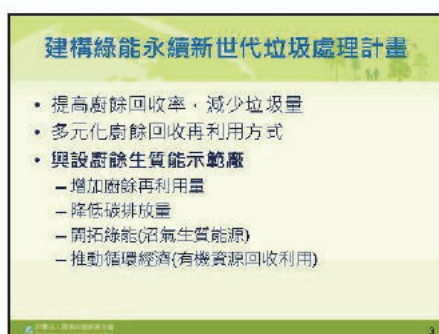 建構綠能永續新世代垃圾處理計畫
• 提高廚餘回收率，減少垃圾量
• 多元化廚餘回收再利用方式
• 興設廚餘生質能示範廠
– 增加廚餘再利用量
– 降低碳排放量
– 開拓綠能(沼氣生質能源)
– 推動循環經濟(有機資源回收利用)